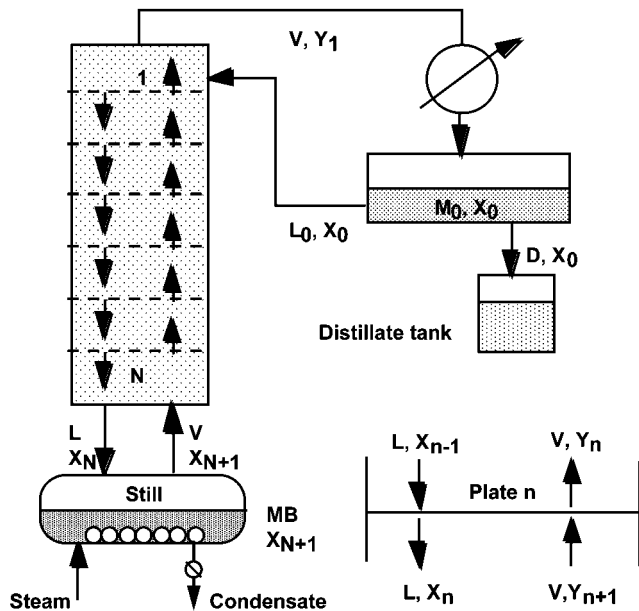 V, Y1
1
M0, X0
L0, X0
D, X0
Distillate tank
N
L
XN
V
XN+1
Still
MB
XN+1
Steam
Condensate
L, Xn-1
V, Yn
Plate n
L, Xn
V,Yn+1